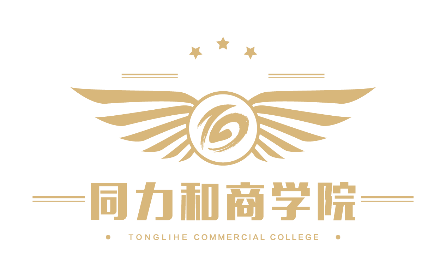 同力和商学院
TONGLIHE COMMERCIAL COLLEGE